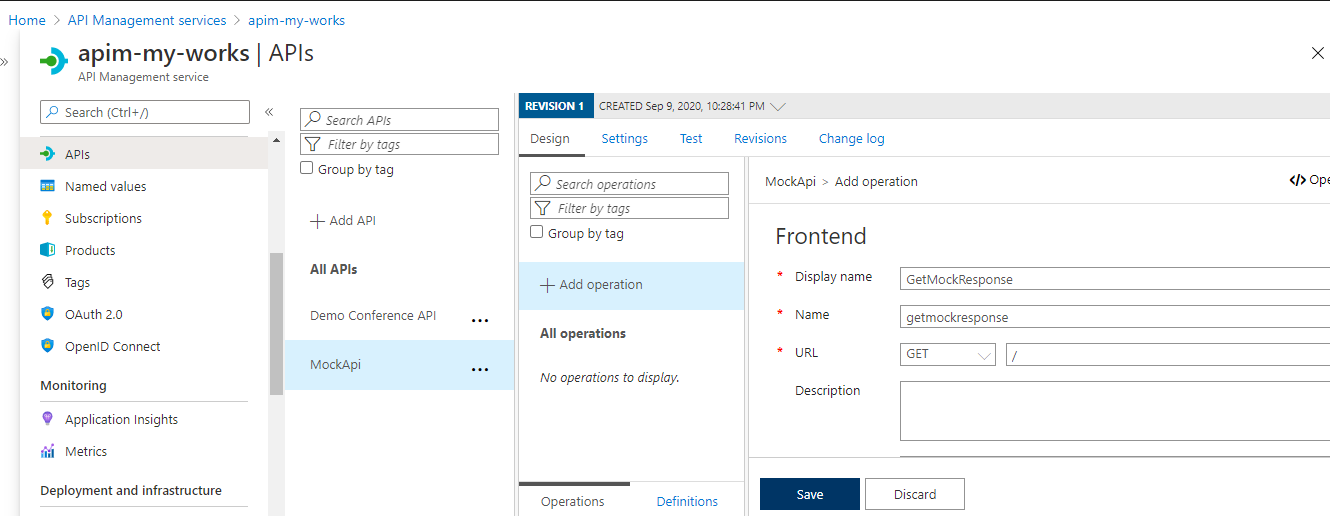 Home > API Management services > apim-my-works
»
apim-my-works | APIs
API Management service
Search (Ctrl+/)
«
APIs
Named values
Subscriptions
Products
Tags
OAuth 2.0
OpenID Connect
Monitoring
Application Insights
Metrics
Deployment and infrastructure
Search APIs
Filter by tags
Group by tag
+ Add API
All APIs
Demo Conference API ...
MockApi ...
REVISION 1 CREATED Sep 9, 2020, 10:28:41 PM
Design Settings Test Revisions Change log
Search operations
Filter by tags
Group by tag
+ Add operation
All operations
No operations to display.
Operations Definitions
MockApi > Add operation </> Ope
Frontend
* Display name GetMockResponse
* Name getmockresponse
* URL GET /
Description
Save Discard